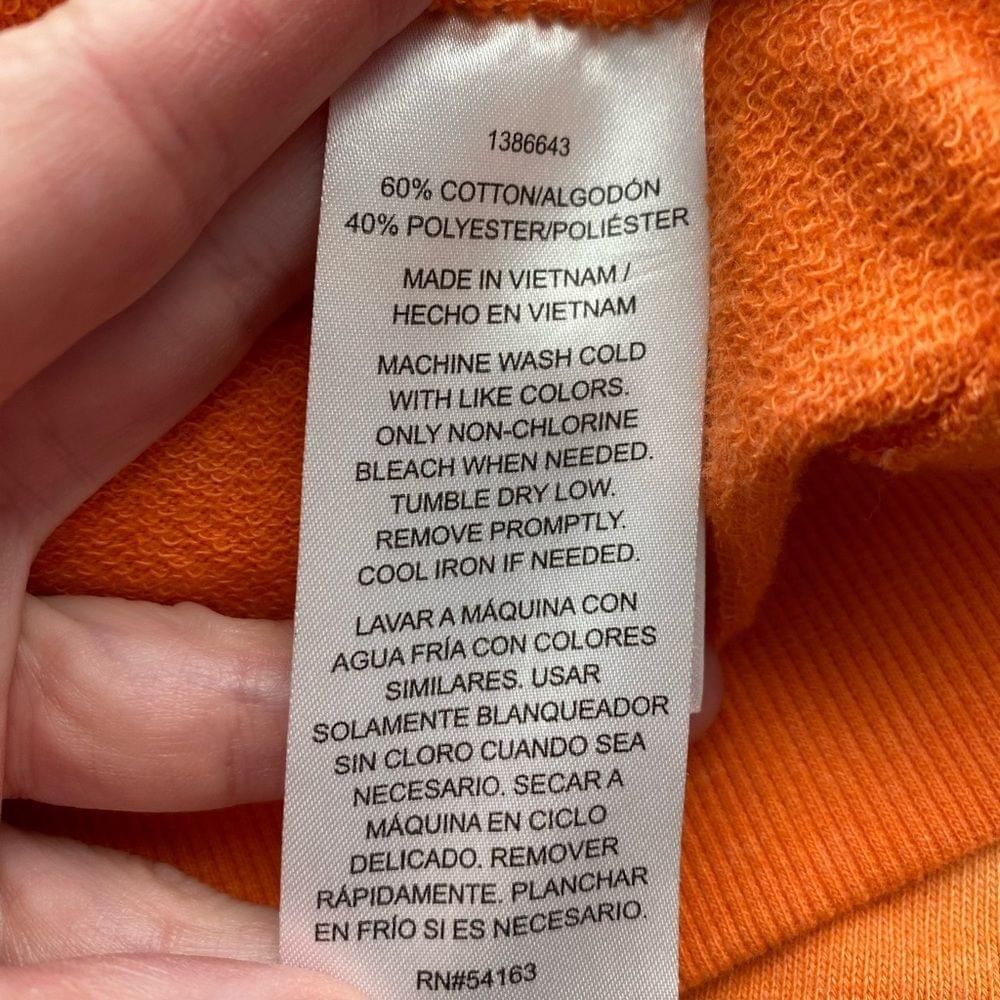 1386643
60% COTTON/ALGODÓN
40% POLYESTER/POLIÉSTER
MADE IN VIETNAM /
HECHO EN VIETNAM
MACHINE WASH COLD
WITH LIKE COLORS.
ONLY NON-CHLORINE
BLEACH WHEN NEEDED.
TUMBLE DRY LOW.
REMOVE PROMPTLY.
COOL IRON IF NEEDED.
LAVAR A MÁQUINA CON
AGUA FRÍA CON COLORES
SIMILARES. USAR
SOLAMENTE BLANQUEADOR
SIN CLORO CUANDO SEA
NECESARIO. SECAR A
MÁQUINA EN CICLO
DELICADO. REMOVER
RÁPIDAMENTE. PLANCHAR
EN FRÍO SI ES NECESARIO.
RN#54163